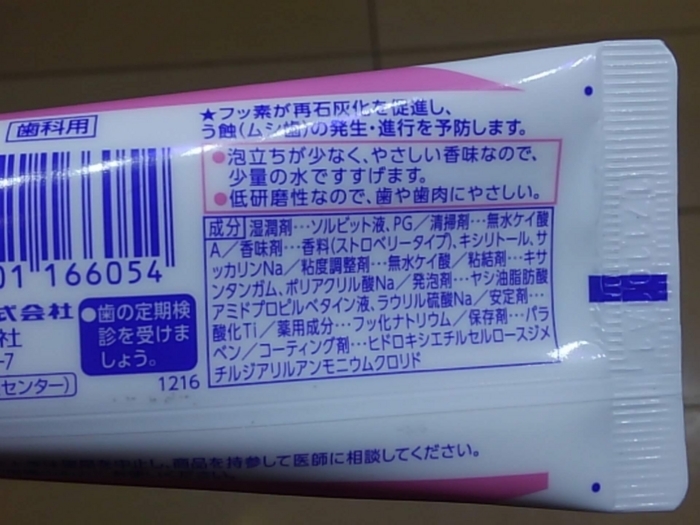 歯科用
★フッ素が再石灰化を促進し、
う蝕(ムシ歯)の発生・進行を予防します。
●泡立ちが少なく、やさしい香味なので、
少量の水ですすげます。
●低研磨性なので、歯や歯肉にやさしい。
成分 湿潤剤…ソルビット液、PG/清掃剤…無水ケイ酸
A/香味剤…香料(ストロベリータイプ)、キシリトール、サ
ッカリンNa/粘度調整剤…無水ケイ酸/粘結剤…キサ
ンタンガム、ポリアクリル酸Na/発泡剤…ヤシ油脂肪酸
アミドプロピルベタイン液、ラウリル硫酸Na/安定剤…
酸化Ti/薬用成分…フッ化ナトリウム/保存剤…パラ
ベン/コーティング剤…ヒドロキシエチルセルロースジメ
チルジアリルアンモニウムクロリド
01 166054
式会社
社
-7
センター)
●歯の定期検
診を受けま
しょう。
1216
中止し、商品を持参して医師に相談してください。